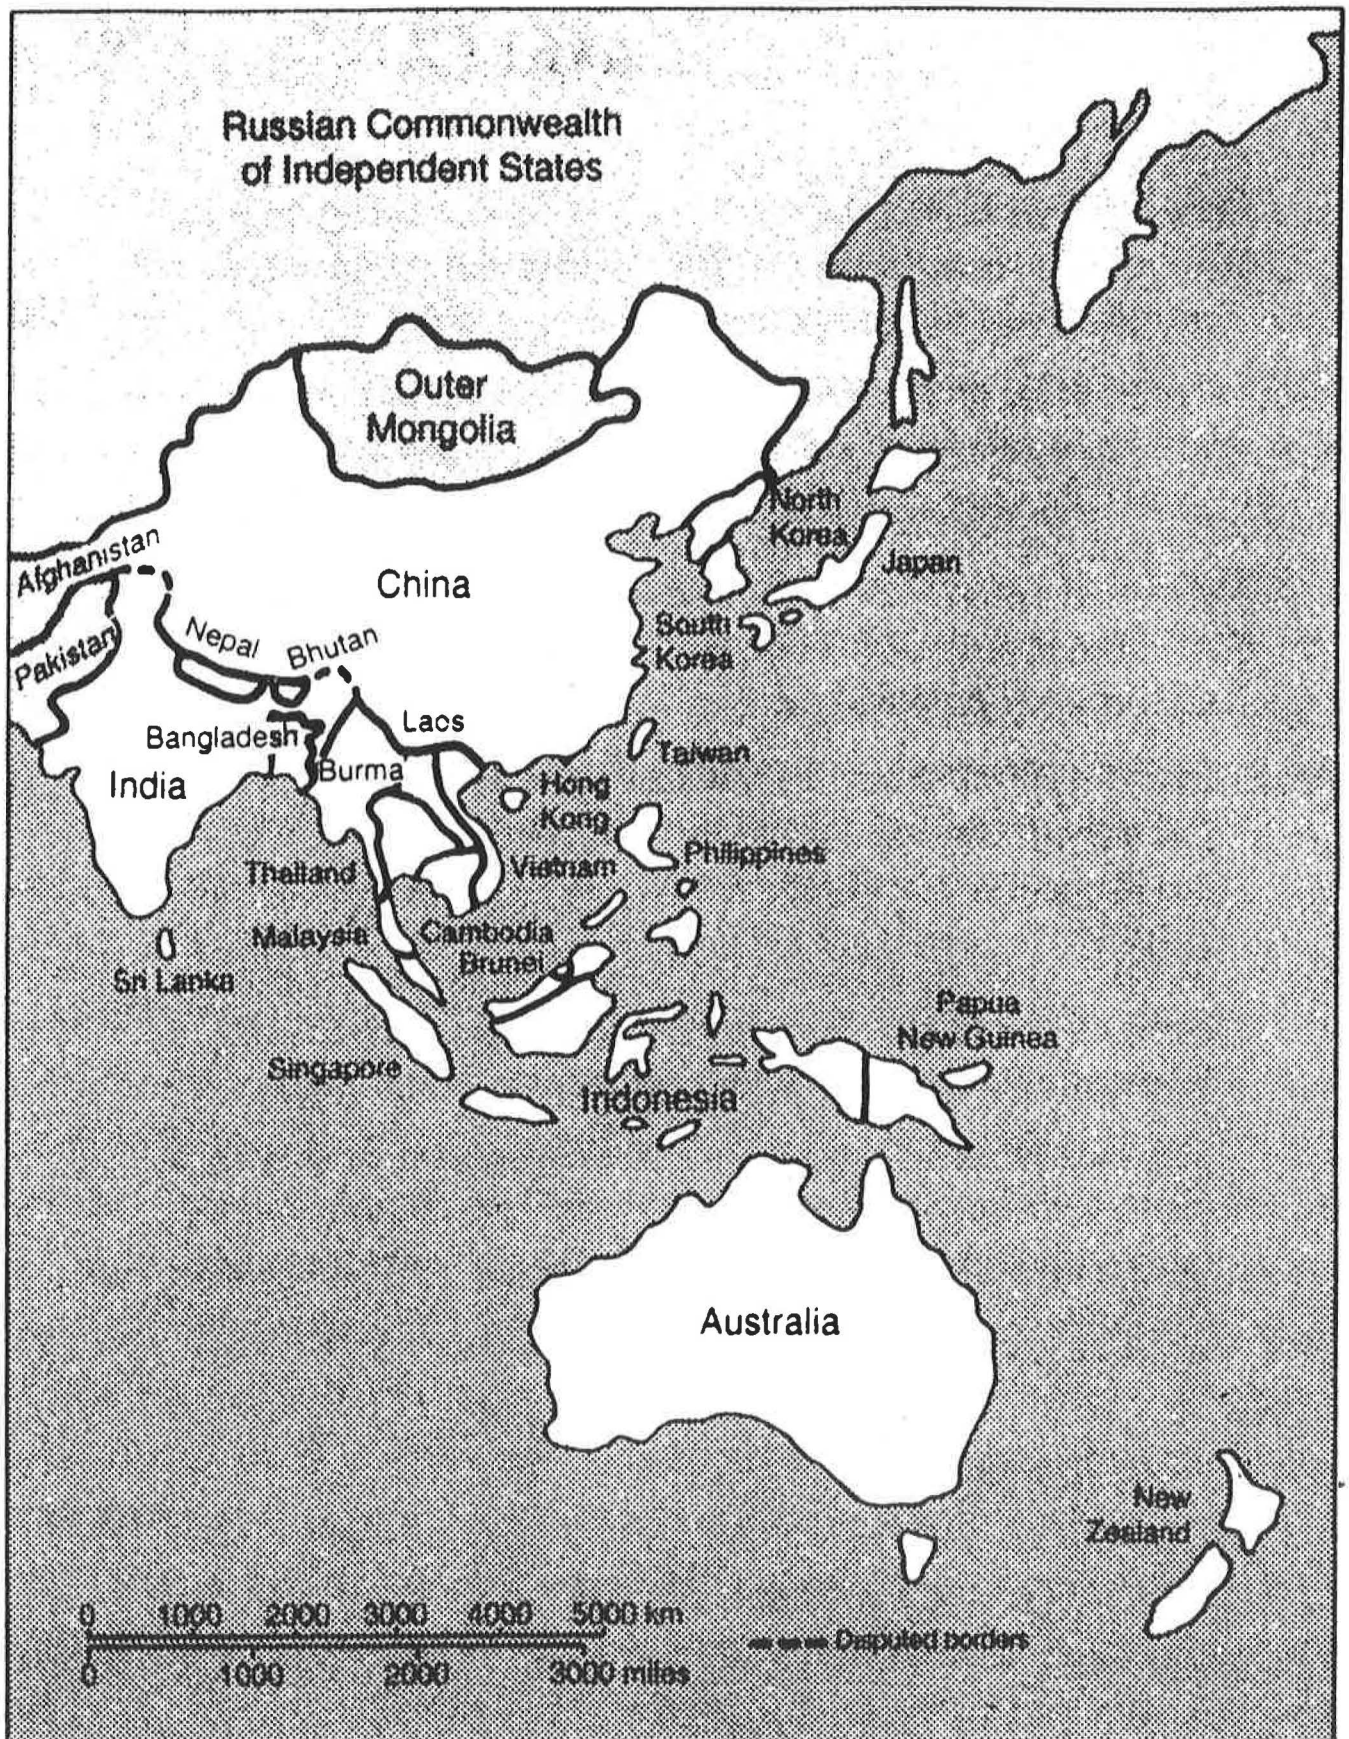 Russian Commonwealth
of Independent States
Outer
Mongolia
North
Korea
Afghanistan
China
Japan
Nepal
Bhutan
South
Korea
Pakistan
Laos
Bangladesh
Taiwan
India
Burma
Hong
Kong
Philippines
Thailand
Vietnam
Malaysia
Cambodia
Brunei
Sri Lanka
Papua
New Guinea
Singapore
Indonesia
Australia
New
Zealand
0 1000 2000 3000 4000 5000 km
Disputed borders
0 1000 2000 3000 miles